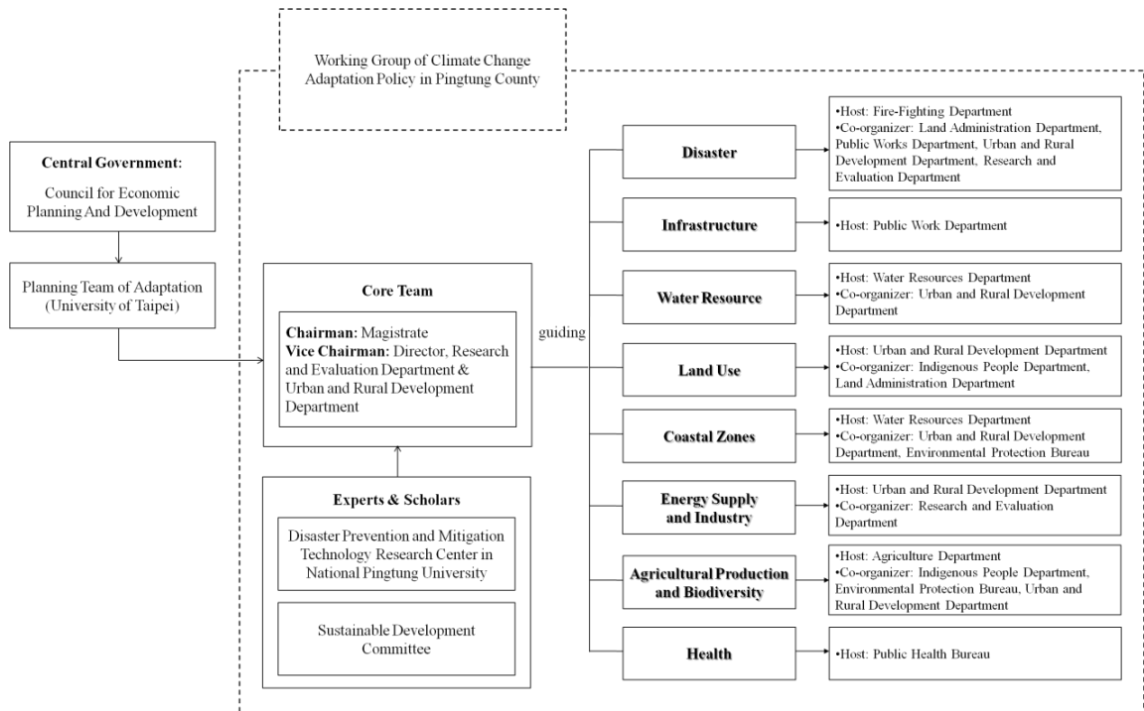 Working Group of Climate Change
Adaptation Policy in Pingtung County
Central Government:
Council for Economic
Planning And Development
Planning Team of Adaptation
(University of Taipei)
Core Team
Chairman: Magistrate
Vice Chairman: Director, Research
and Evaluation Department &
Urban and Rural Development
Department
Experts & Scholars
Disaster Prevention and Mitigation
Technology Research Center in
National Pingtung University
Sustainable Development
Committee
guiding
Disaster
•Host: Fire-Fighting Department
•Co-organizer: Land Administration Department,
Public Works Department, Urban and Rural
Development Department, Research and
Evaluation Department
Infrastructure
•Host: Public Work Department
Water Resource
•Host: Water Resources Department
•Co-organizer: Urban and Rural Development
Department
Land Use
•Host: Urban and Rural Development Department
•Co-organizer: Indigenous People Department,
Land Administration Department
Coastal Zones
•Host: Water Resources Department
•Co-organizer: Urban and Rural Development
Department, Environmental Protection Bureau
Energy Supply
and Industry
•Host: Urban and Rural Development Department
•Co-organizer: Research and Evaluation
Department
Agricultural Production
and Biodiversity
•Host: Agriculture Department
•Co-organizer: Indigenous People Department,
Environmental Protection Bureau, Urban and
Rural Development Department
Health
•Host: Public Health Bureau